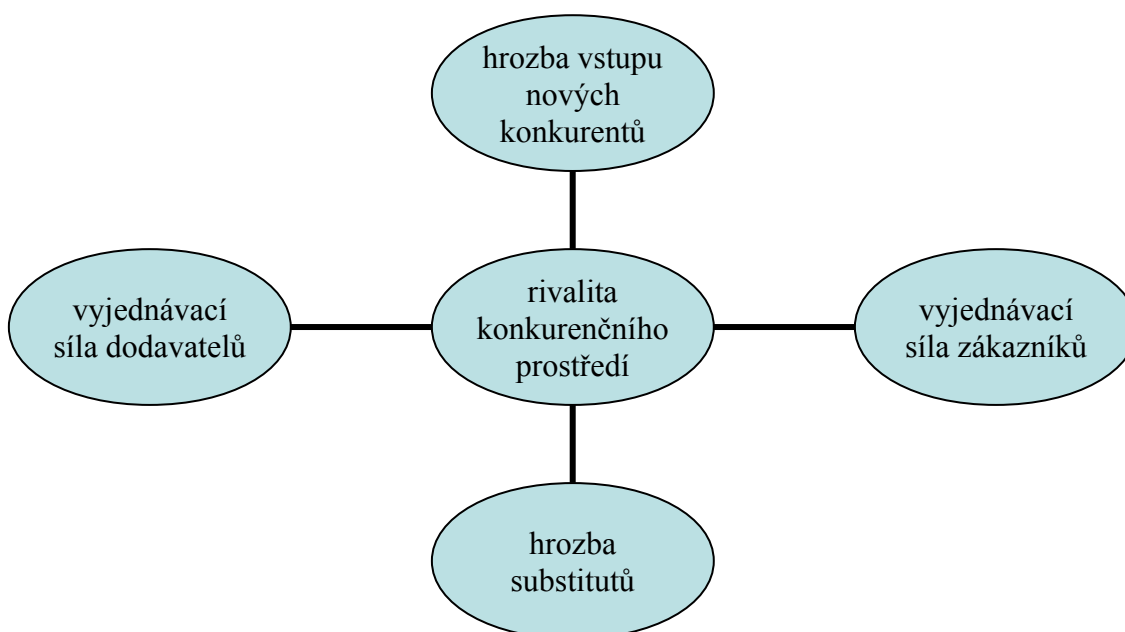 hrozba vstupu
nových
konkurentů
vyjednávací
síla dodavatelů
rivalita
konkurenčního
prostředí
vyjednávací
síla zákazníků
hrozba
substitutů